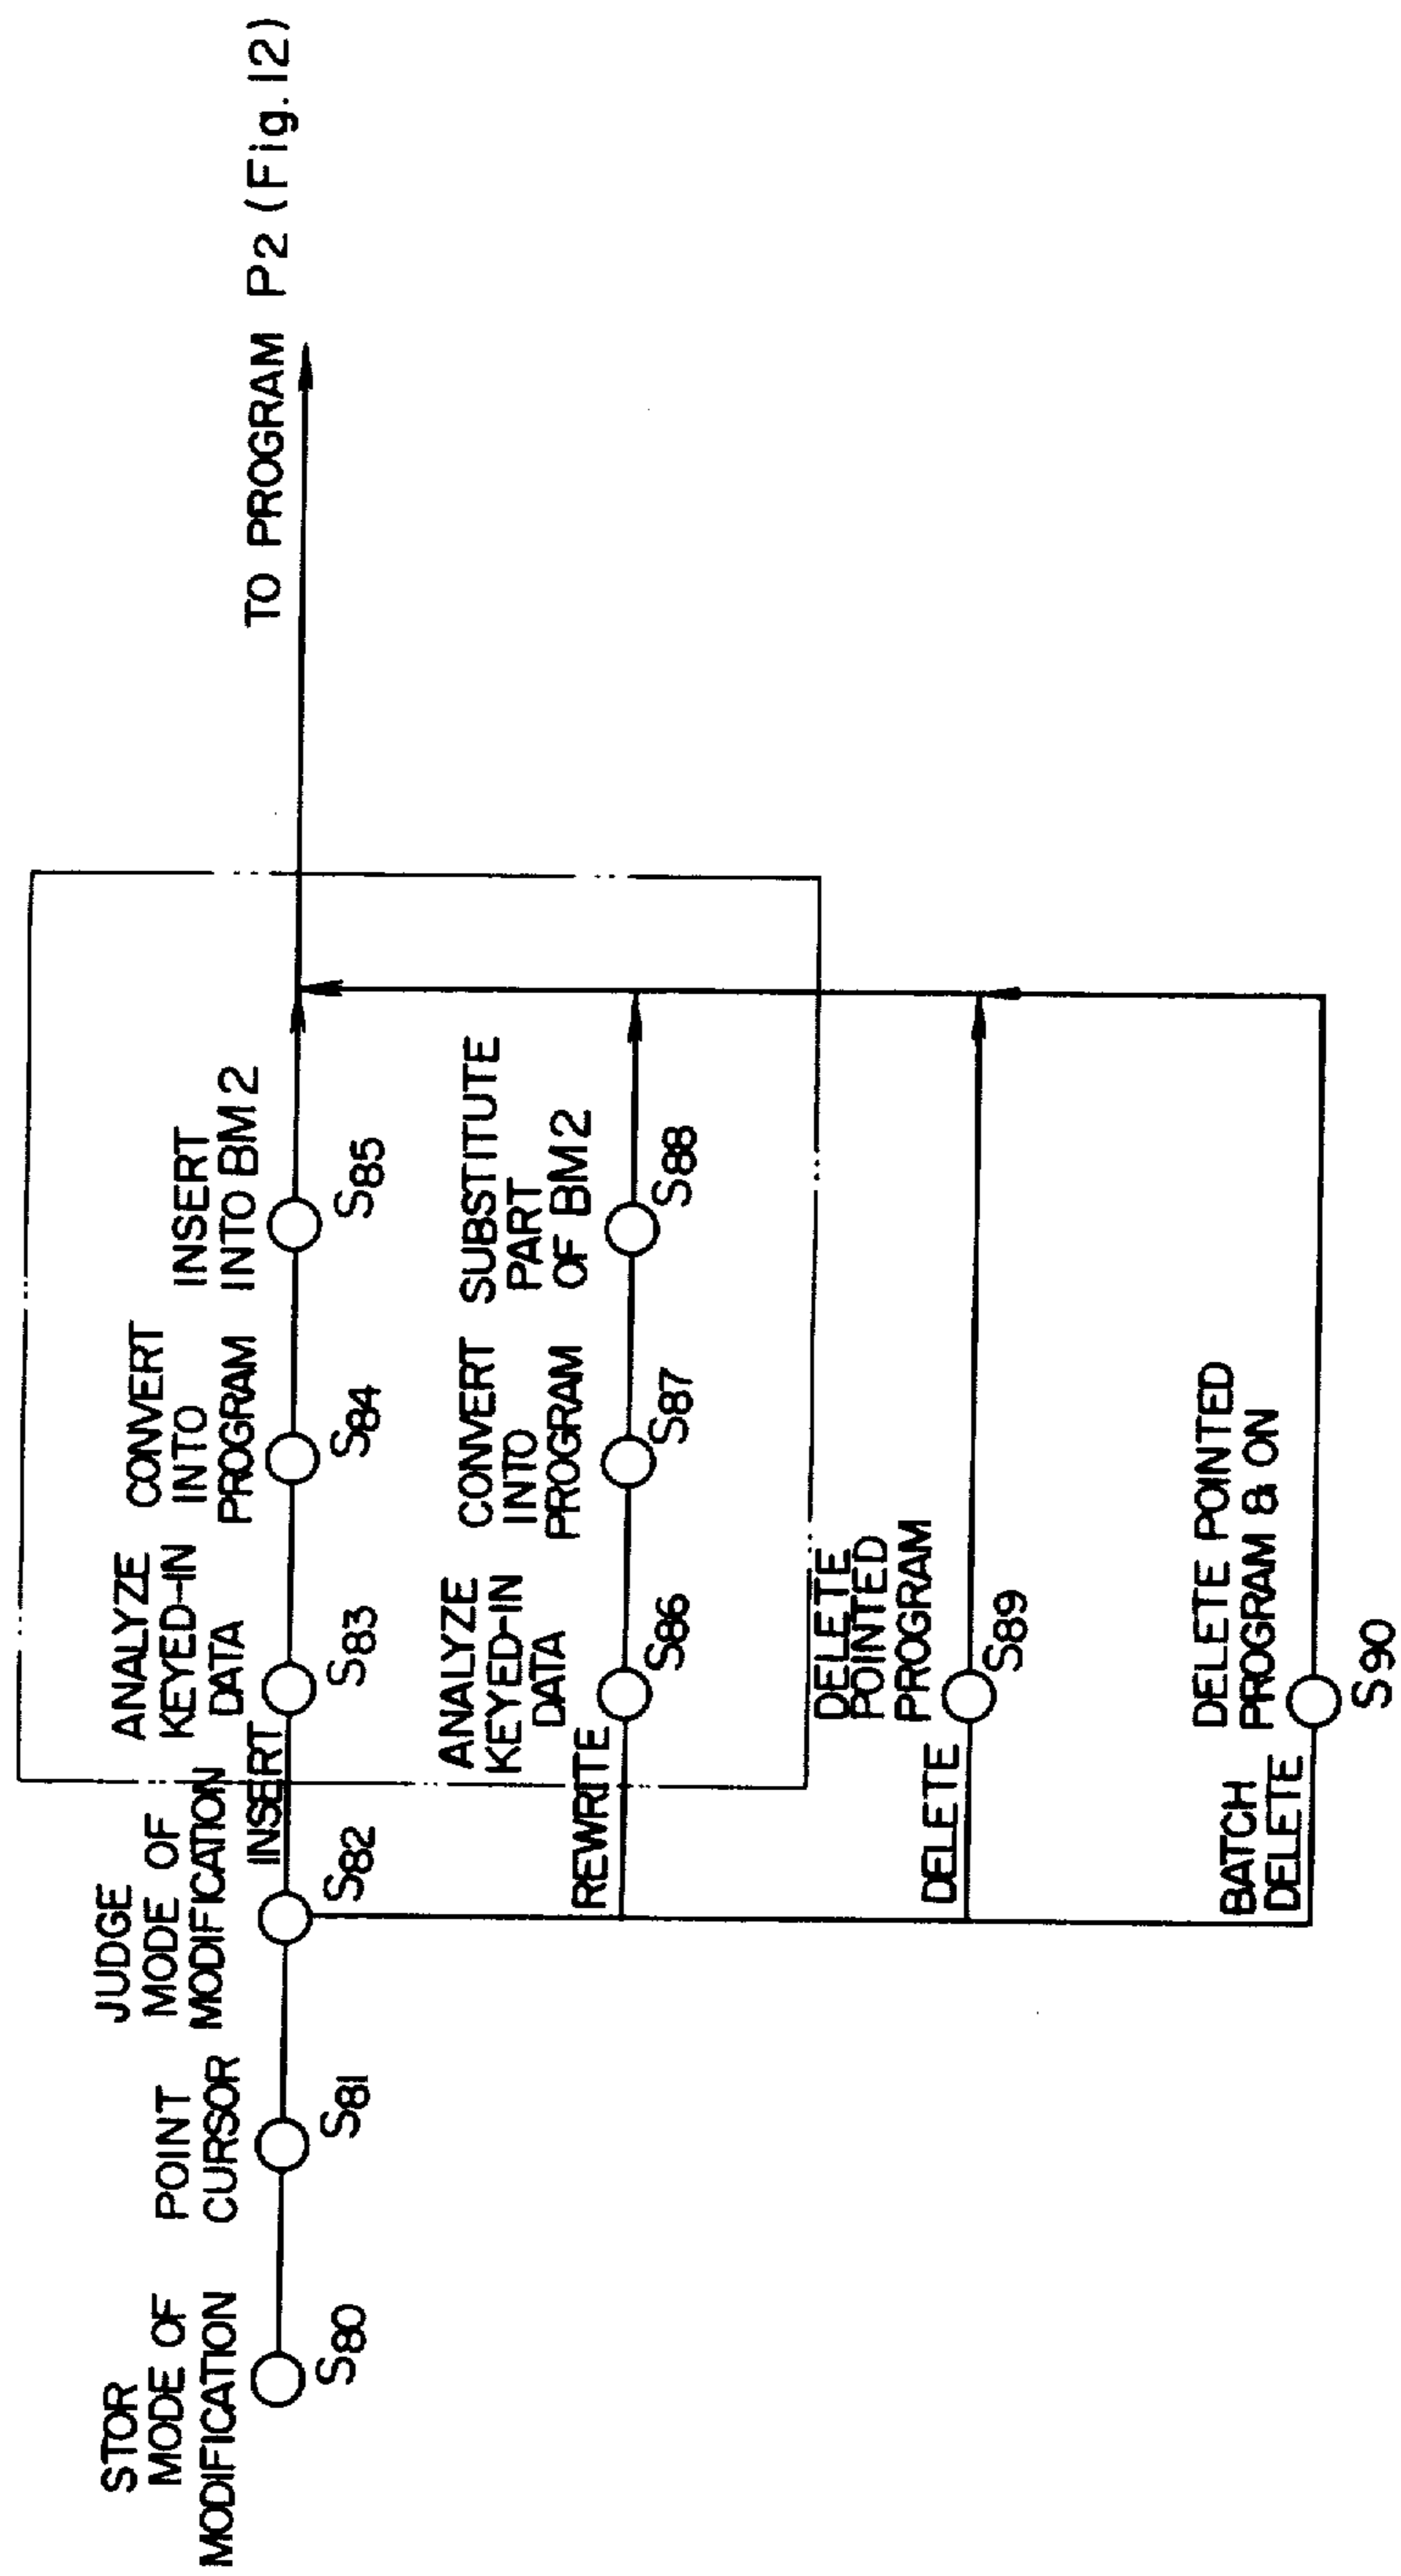 STOR
MODE OF
MODIFICATION
S80
POINT
CURSOR
S81
JUDGE
MODE OF
MODIFICATION
S82
INSERT
ANALYZE
KEYED-IN
DATA
S83
CONVERT
INTO
PROGRAM
S84
INSERT
INTO BM2
S85
TO PROGRAM P2 (Fig.12)
REWRITE
ANALYZE
KEYED-IN
DATA
S86
CONVERT
INTO
PROGRAM
S87
SUBSTITUTE
PART
OF BM2
S88
DELETE
DELETE
POINTED
PROGRAM
S89
BATCH
DELETE
DELETE POINTED
PROGRAM & ON
S90